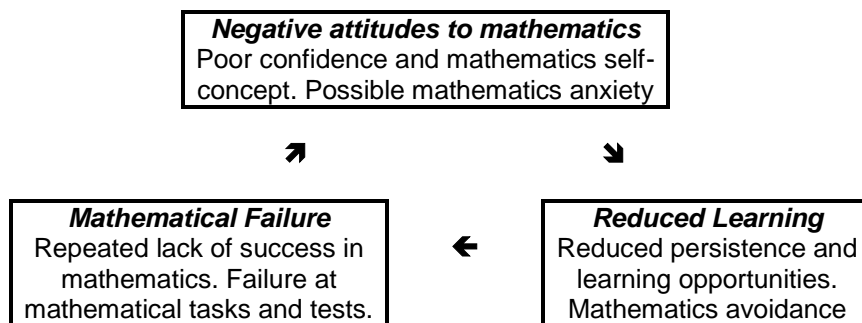 Negative attitudes to mathematics
Poor confidence and mathematics self-
concept. Possible mathematics anxiety
Mathematical Failure
Repeated lack of success in
mathematics. Failure at
mathematical tasks and tests.
Reduced Learning
Reduced persistence and
learning opportunities.
Mathematics avoidance